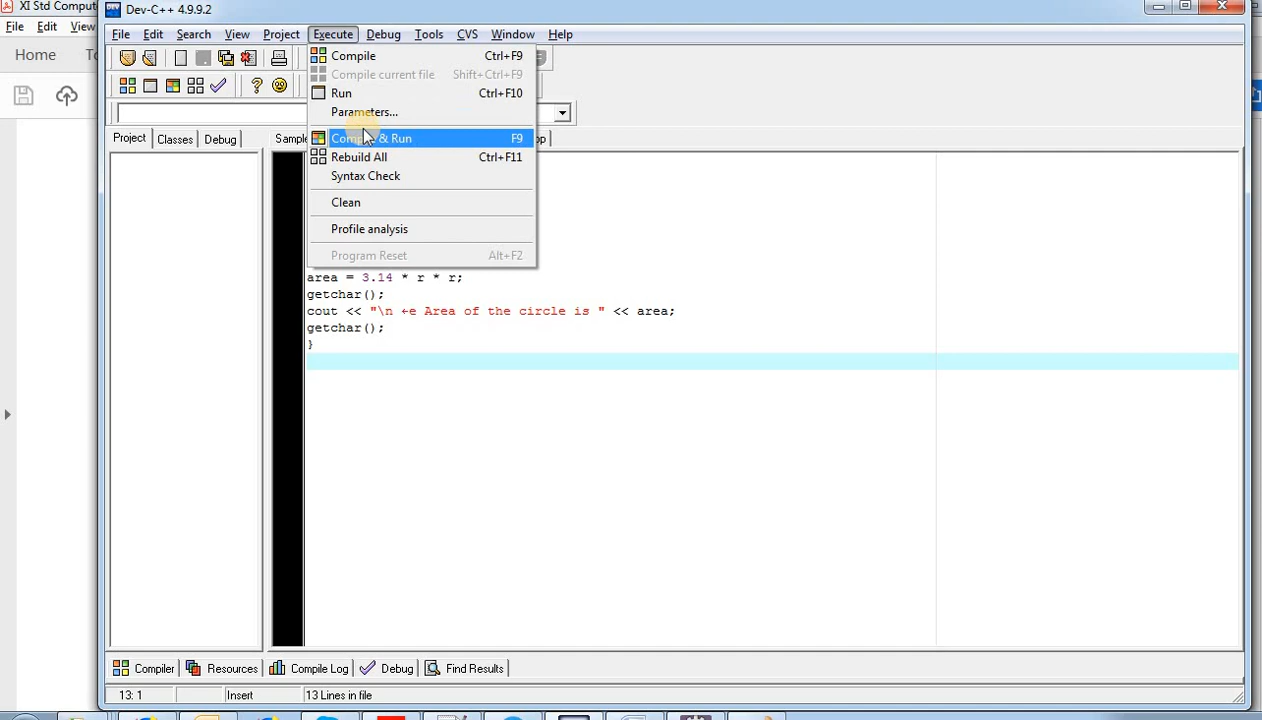 XI Std Comput
Dev-C++ 4.9.9.2
File Edit
File Edit Search View Project Execute Debug Tools CVS Window Help
Home To
Compile Ctrl+F9
Compile current file Shift+Ctrl+F9
Run Ctrl+F10
Parameters...
Compile & Run F9
Rebuild All Ctrl+F11
Syntax Check
Clean
Profile analysis
Program Reset Alt+F2
Project Classes Debug Sample op
area = 3.14 * r * r;
getchar();
cout << "\n ←e Area of the circle is " << area;
getchar();
}
Compiler Resources Compile Log Debug Find Results
13: 1 Insert 13 Lines in file